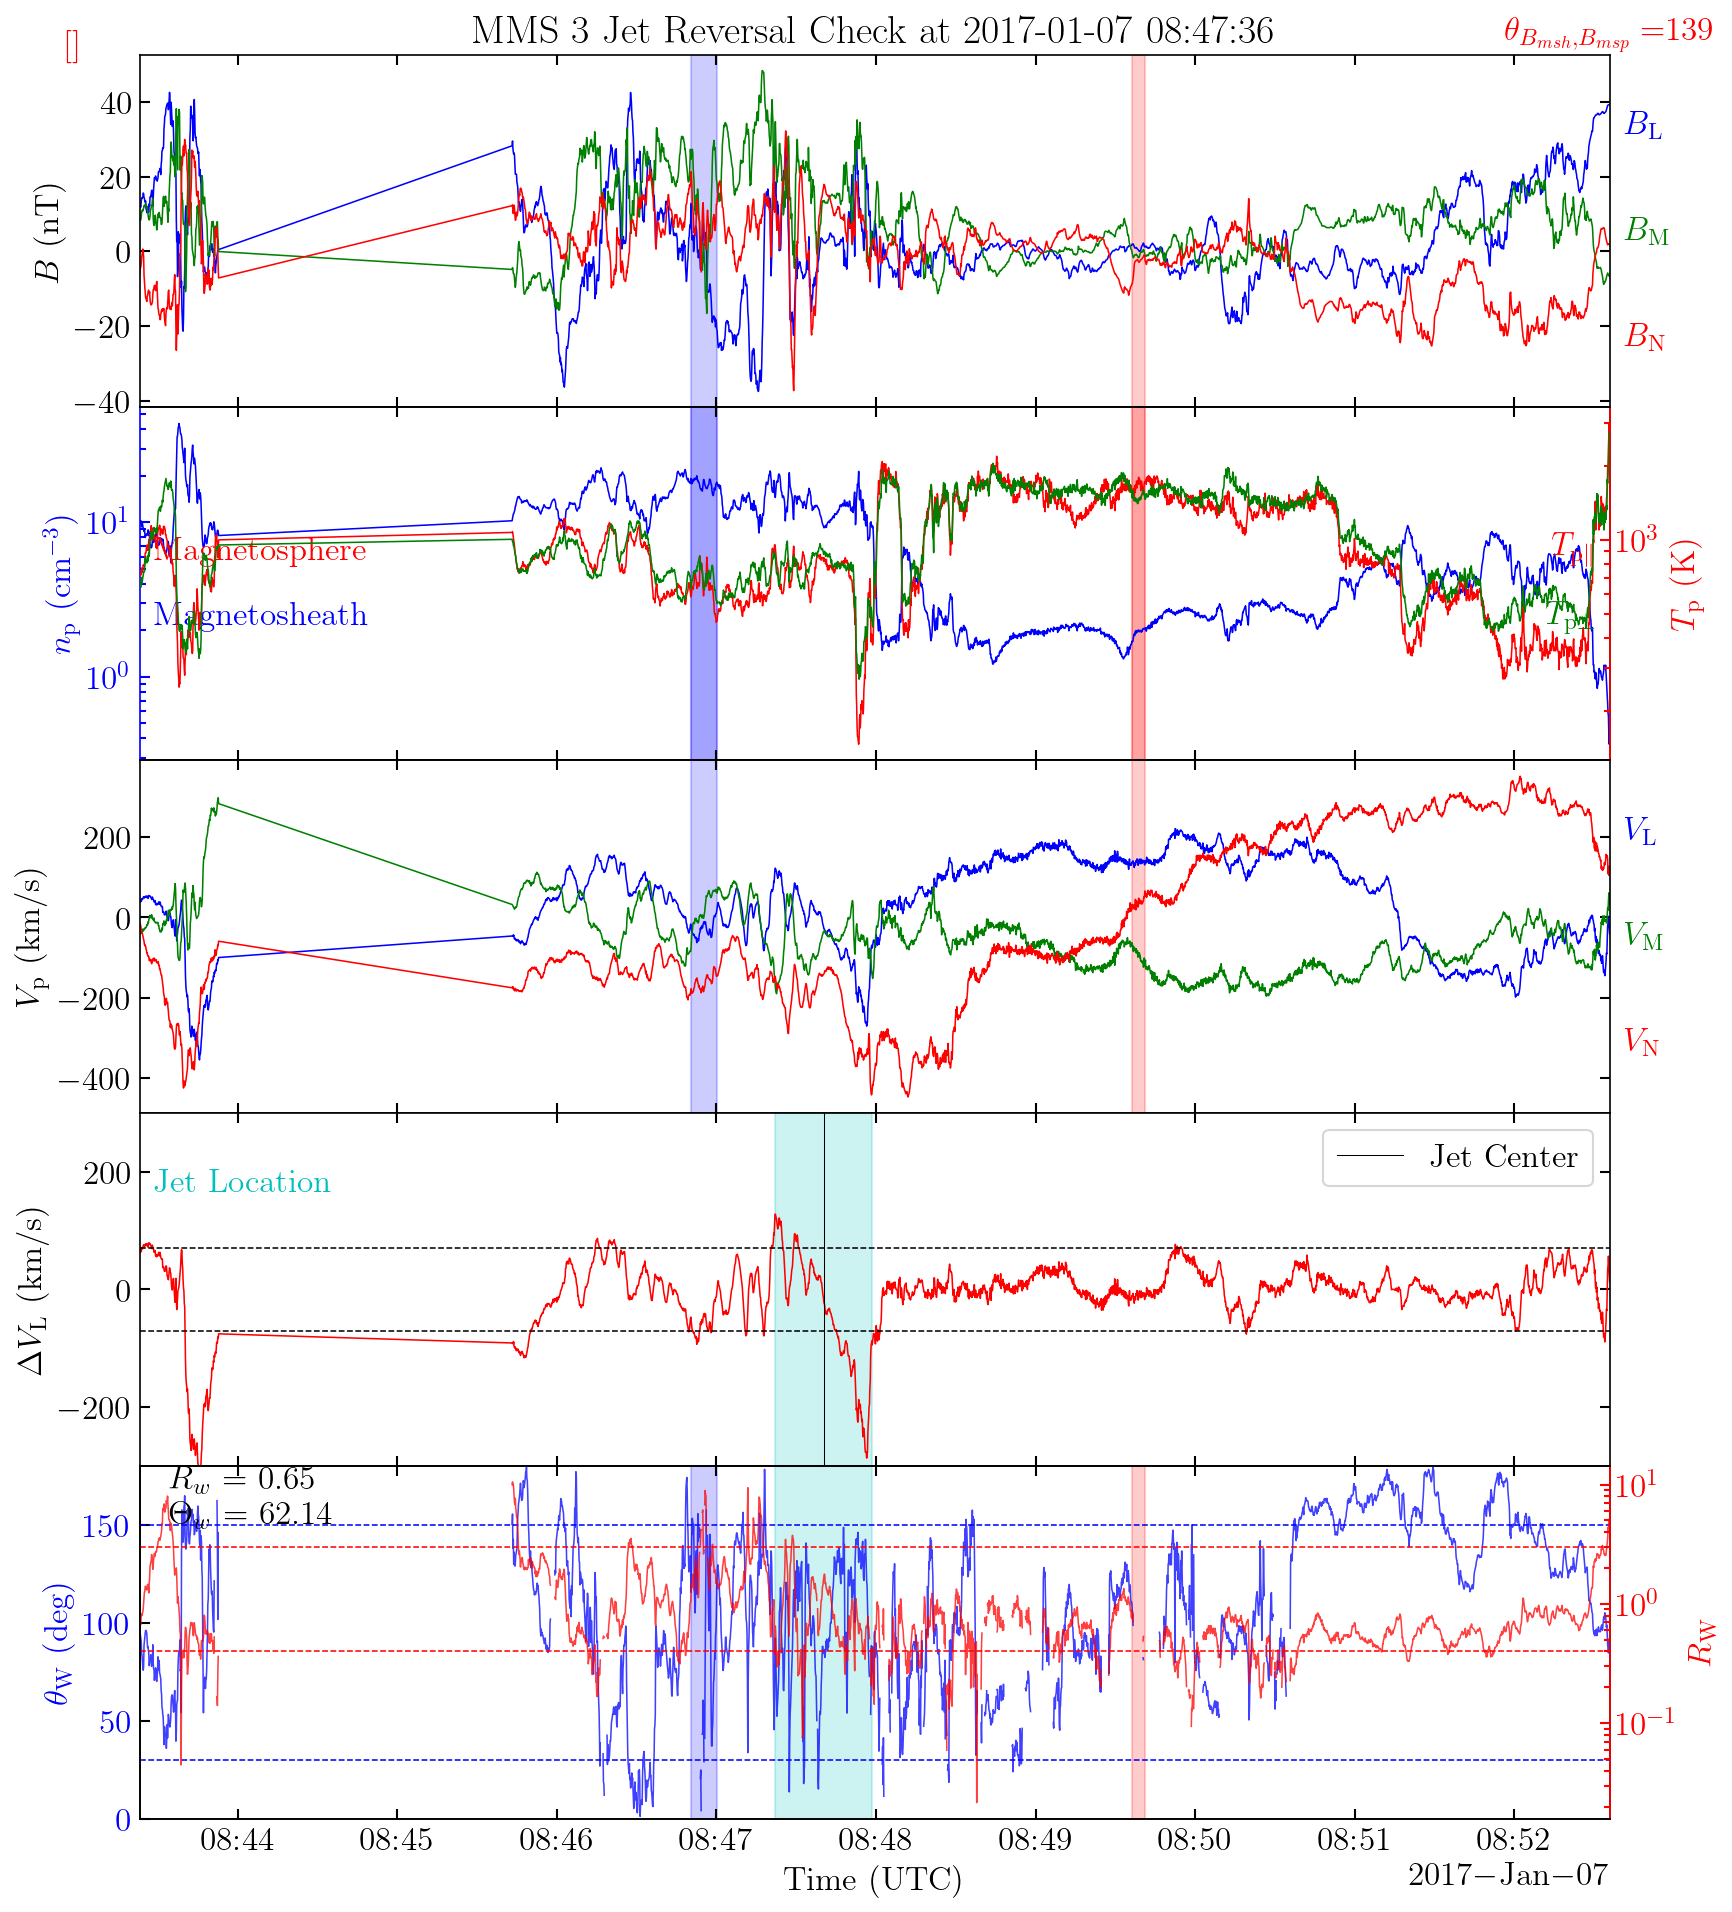 MMS 3 Jet Reversal Check at 2017-01-07 08:47:36
[]
θ_{B_{msh},B_{msp}} =139
40
20
0
−20
−40
B (nT)
B_L
B_M
B_N
10^1
10^0
n_p (cm^{−3})
Magnetosphere
Magnetosheath
T_{p∥}
T_{p⊥}
10^3
T_p (K)
200
0
−200
−400
V_p (km/s)
V_L
V_M
V_N
200
0
−200
ΔV_L (km/s)
Jet Location
Jet Center
R_w = 0.65
Θ_w = 62.14
150
100
50
0
θ_W (deg)
10^1
10^0
10^{−1}
R_W
08:44 08:45 08:46 08:47 08:48 08:49 08:50 08:51 08:52
Time (UTC)
2017−Jan−07